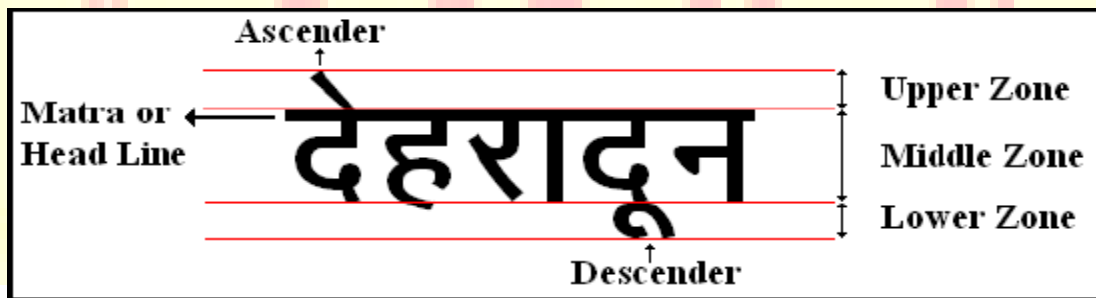 Ascender
Upper Zone
Matra or
Head Line
देहरादून
Middle Zone
Lower Zone
Descender